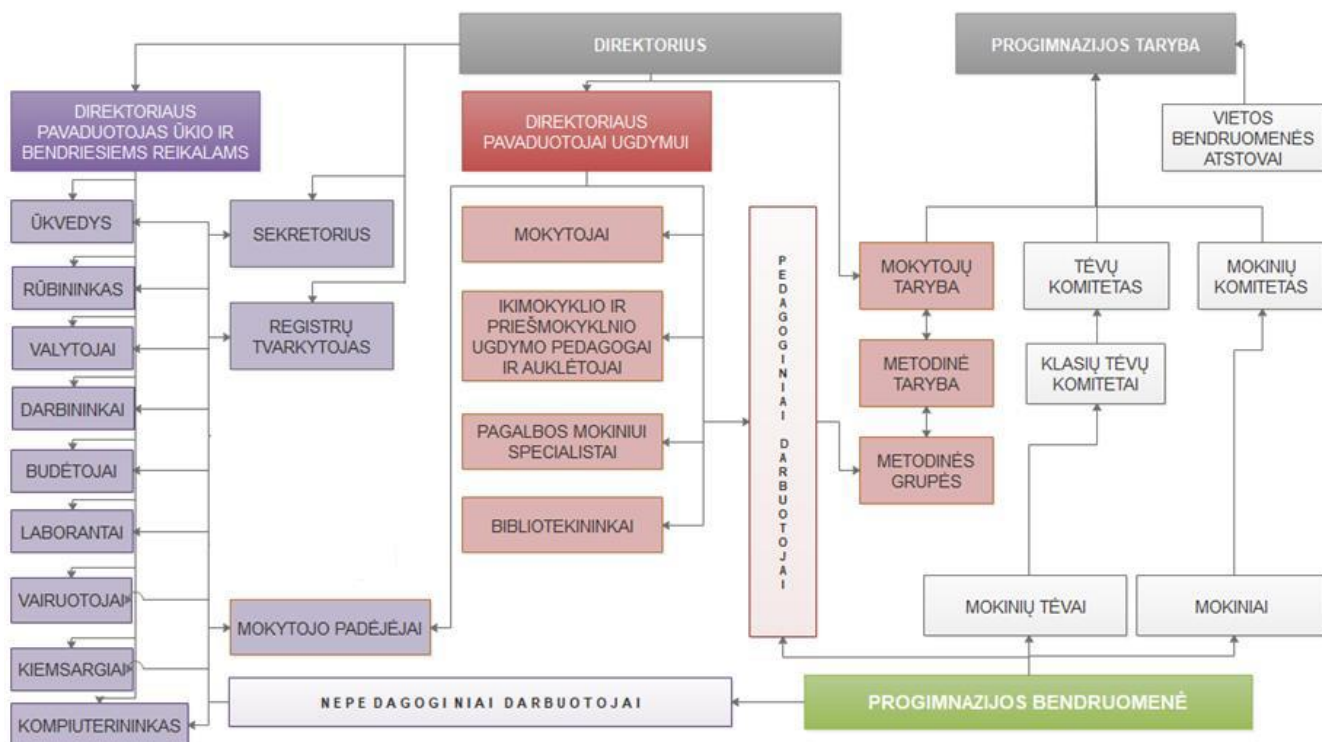 DIREKTORIUS
PROGIMNAZIJOS TARYBA
DIREKTORIAUS
PAVADUOTOJAS ŪKIO IR
BENDRIESIEMS REIKALAMS
DIREKTORIAUS
PAVADUOTOJAI UGDYMUI
VIETOS
BENDRUOMENĖS
ATSTOVAI
ŪKVEDYS
RŪBININKAS
VALYTOJAI
DARBININKAI
BUDĖTOJAI
LABORANTAI
VAIRUOTOJAI
KIEMSARGIAI
KOMPIUTERININKAS
SEKRETORIUS
REGISTRŲ
TVARKYTOJAS
MOKYTOJO PADĖJĖJAI
MOKYTOJAI
IKIMOKYKLIO IR
PRIEŠMOKYKLNIO
UGDYMO PEDAGOGAI
IR AUKLĖTOJAI
PAGALBOS MOKINIUI
SPECIALISTAI
BIBLIOTEKININKAI
PEDAGOGINIAI DARBUOTOJAI
MOKYTOJŲ
TARYBA
METODINĖ
TARYBA
METODINĖS
GRUPĖS
TĖVŲ
KOMITETAS
KLASIŲ TĖVŲ
KOMITETAI
MOKINIŲ
KOMITETAS
MOKINIŲ TĖVAI
MOKINIAI
NEPEDAGOGINIAI DARBUOTOJAI
PROGIMNAZIJOS BENDRUOMENĖ